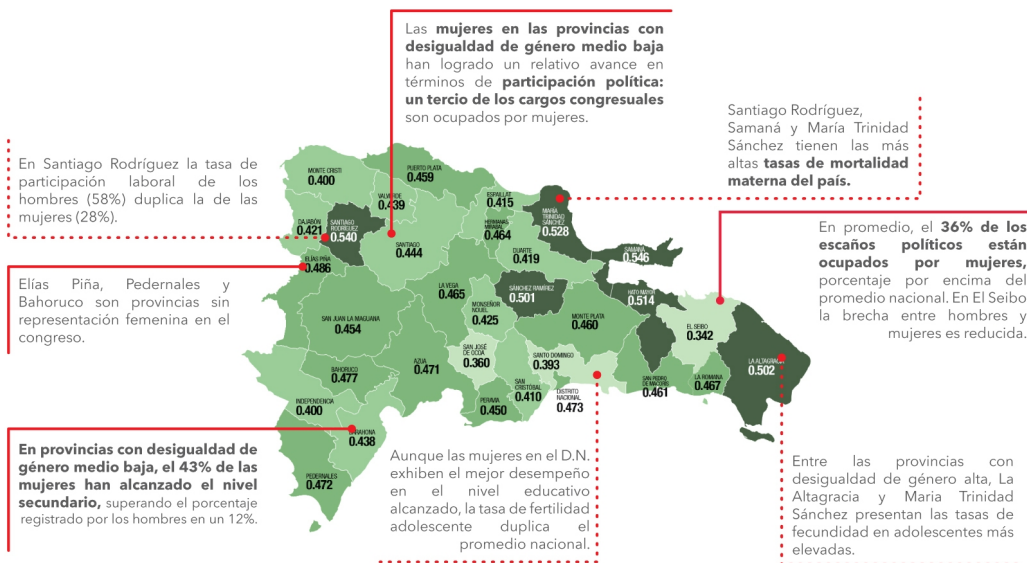 Las mujeres en las provincias con
desigualdad de género medio baja
han logrado un relativo avance en
términos de participación política:
un tercio de los cargos congresuales
son ocupados por mujeres.
Santiago Rodríguez,
Samaná y María Trinidad
Sánchez tienen las más
altas tasas de mortalidad
materna del país.
En Santiago Rodríguez la tasa de
participación laboral de los
hombres (58%) duplica la de las
mujeres (28%).
Elías Piña, Pedernales y
Bahoruco son provincias sin
representación femenina en el
congreso.
En promedio, el 36% de los
escaños políticos están
ocupados por mujeres,
porcentaje por encima del
promedio nacional. En El Seibo
la brecha entre hombres y
mujeres es reducida.
MONTE CRISTI
0.400
PUERTO PLATA
0.459
VALVERDE
0.439
ESPAILLAT
0.415
DAJABÓN
0.421
SANTIAGO
RODRÍGUEZ
0.540
SANTIAGO
0.444
HERMANAS
MIRABAL
0.464
MARÍA
TRINIDAD
SÁNCHEZ
0.528
DUARTE
0.419
SAMANÁ
0.546
ELÍAS PIÑA
0.486
LA VEGA
0.465
SÁNCHEZ RAMÍREZ
0.501
HATO MAYOR
0.514
SAN JUAN LA MAGUANA
0.454
MONSEÑOR
NOUEL
0.425
MONTE PLATA
0.460
EL SEIBO
0.342
AZUA
0.471
SAN JOSÉ
DE OCOA
0.360
SANTO DOMINGO
0.393
LA ALTAGRACIA
0.502
BAHORUCO
0.477
SAN
CRISTÓBAL
0.410
DISTRITO
NACIONAL
0.473
SAN PEDRO
DE MACORÍS
0.461
LA ROMANA
0.467
INDEPENDENCIA
0.400
PERAVIA
0.450
BARAHONA
0.438
PEDERNALES
0.472
En provincias con desigualdad de
género medio baja, el 43% de las
mujeres han alcanzado el nivel
secundario, superando el porcentaje
registrado por los hombres en un 12%.
Aunque las mujeres en el D.N.
exhiben el mejor desempeño
en el nivel educativo
alcanzado, la tasa de fertilidad
adolescente duplica el
promedio nacional.
Entre las provincias con
desigualdad de género alta, La
Altagracia y Maria Trinidad
Sánchez presentan las tasas de
fecundidad en adolescentes más
elevadas.